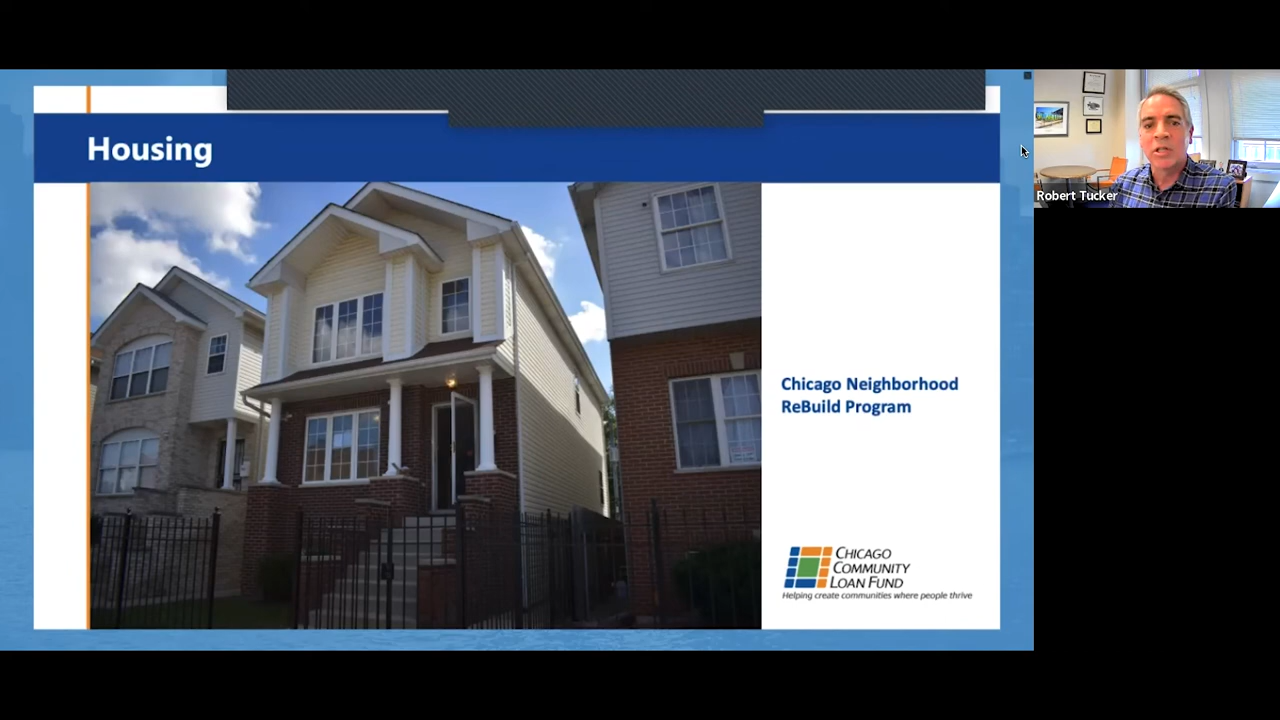 Housing
Robert Tucker
Chicago Neighborhood
ReBuild Program
CHICAGO
COMMUNITY
LOAN FUND
Helping create communities where people thrive